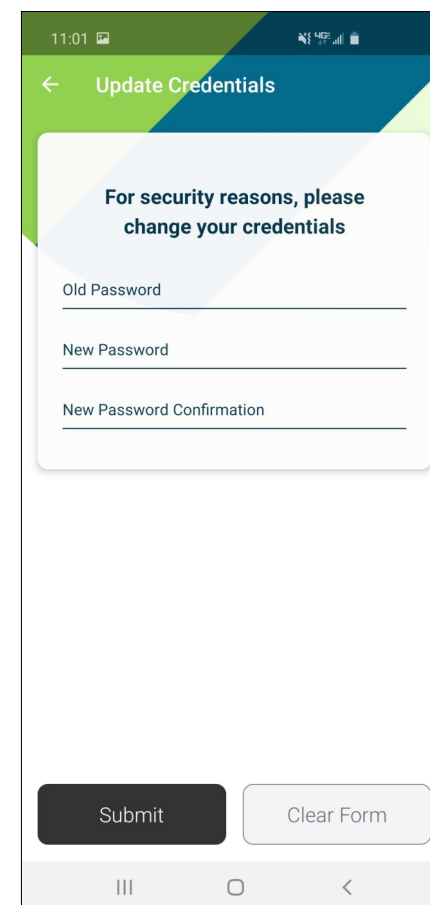 11:01
4GE
Update Credentials
For security reasons, please
change your credentials
Old Password
New Password
New Password Confirmation
Submit
Clear Form